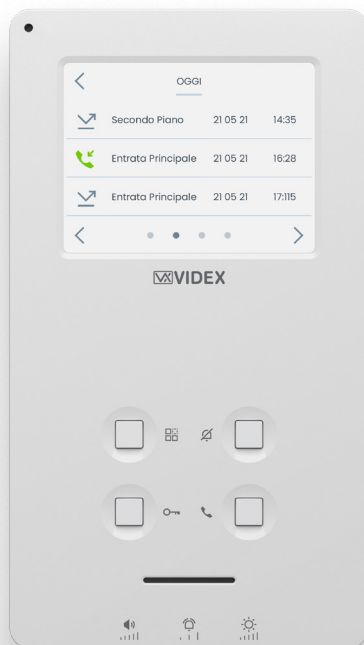 OGGI
Secondo Piano 21 05 21 14:35
Entrata Principale 21 05 21 16:28
Entrata Principale 21 05 21 17:115
VIDEX